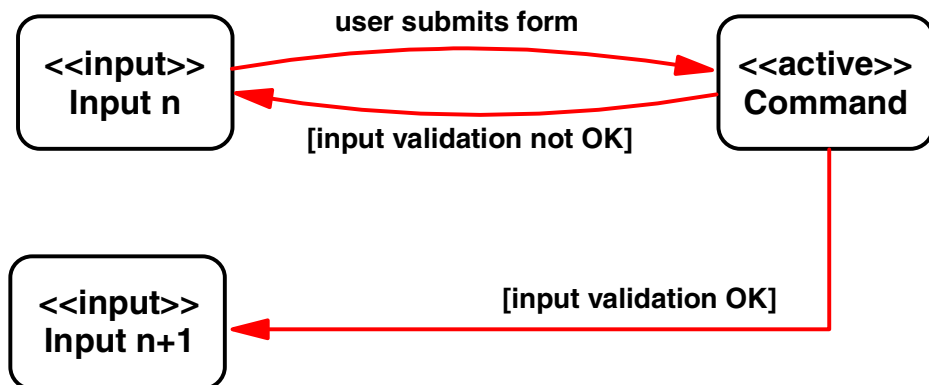 user submits form
<<input>>
Input n
<<active>>
Command
[input validation not OK]
[input validation OK]
<<input>>
Input n+1